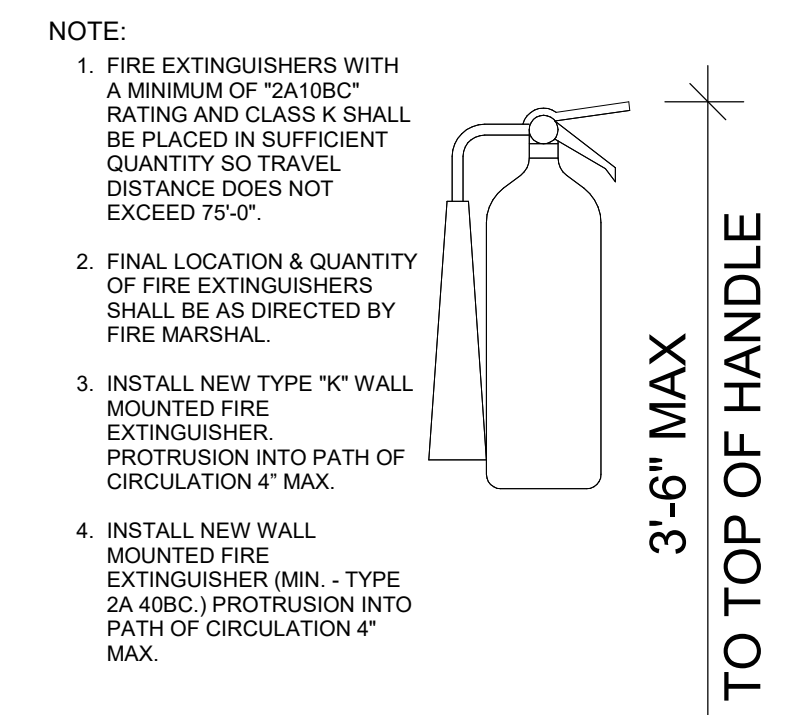 NOTE:
1. FIRE EXTINGUISHERS WITH
A MINIMUM OF "2A10BC"
RATING AND CLASS K SHALL
BE PLACED IN SUFFICIENT
QUANTITY SO TRAVEL
DISTANCE DOES NOT
EXCEED 75'-0".
2. FINAL LOCATION & QUANTITY
OF FIRE EXTINGUISHERS
SHALL BE AS DIRECTED BY
FIRE MARSHAL.
3. INSTALL NEW TYPE "K" WALL
MOUNTED FIRE
EXTINGUISHER.
PROTRUSION INTO PATH OF
CIRCULATION 4” MAX.
4. INSTALL NEW WALL
MOUNTED FIRE
EXTINGUISHER (MIN. - TYPE
2A 40BC.) PROTRUSION INTO
PATH OF CIRCULATION 4"
MAX.
3'-6" MAX
TO TOP OF HANDLE